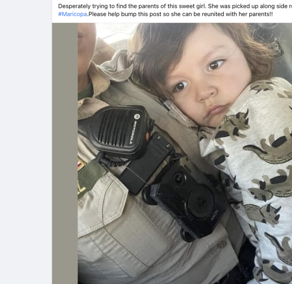 Desperately trying to find the parents of this sweet girl. She was picked up along side r
#Maricopa.Please help bump this post so she can be reunited with her parents!!
MOTOROLA